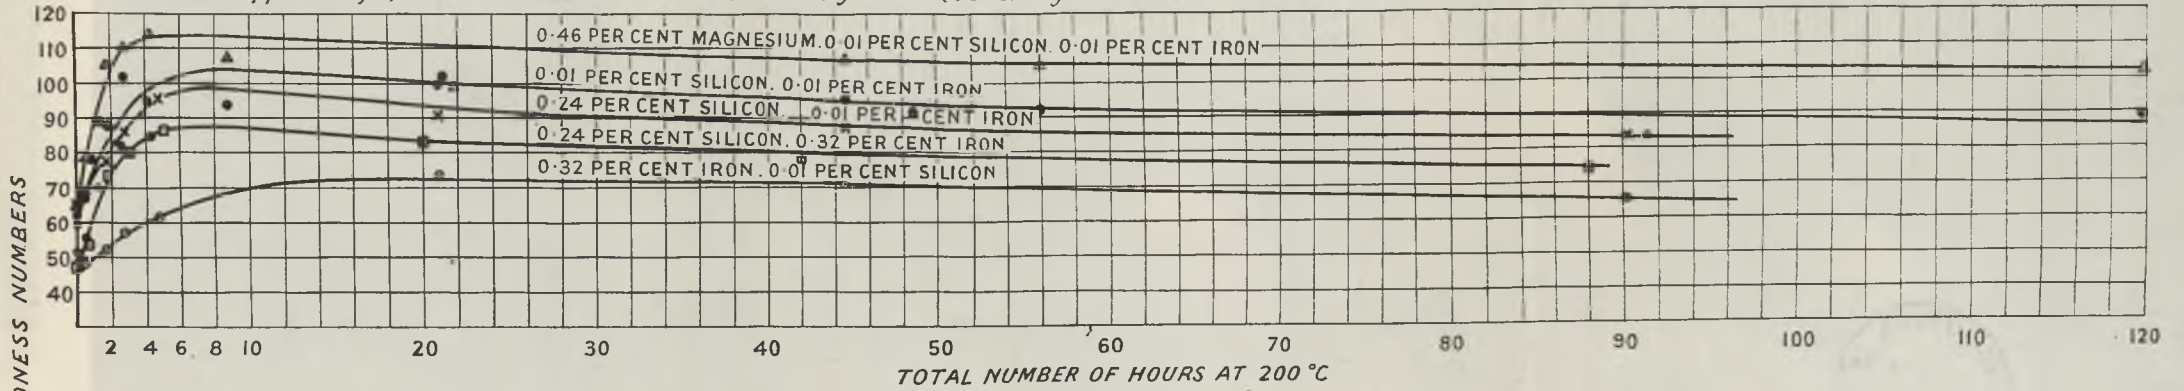 120
110
100
90
80
70
60
50
40
NUMBERS
0·46 PER CENT MAGNESIUM. 0·01 PER CENT SILICON. 0·01 PER CENT IRON
0·01 PER CENT SILICON. 0·01 PER CENT IRON
0·24 PER CENT SILICON. 0·01 PER CENT IRON
0·24 PER CENT SILICON. 0·32 PER CENT IRON
0·32 PER CENT IRON. 0·01 PER CENT SILICON
2 4 6 8 10 20 30 40 50 60 70 80 90 100 110 120
TOTAL NUMBER OF HOURS AT 200 °C